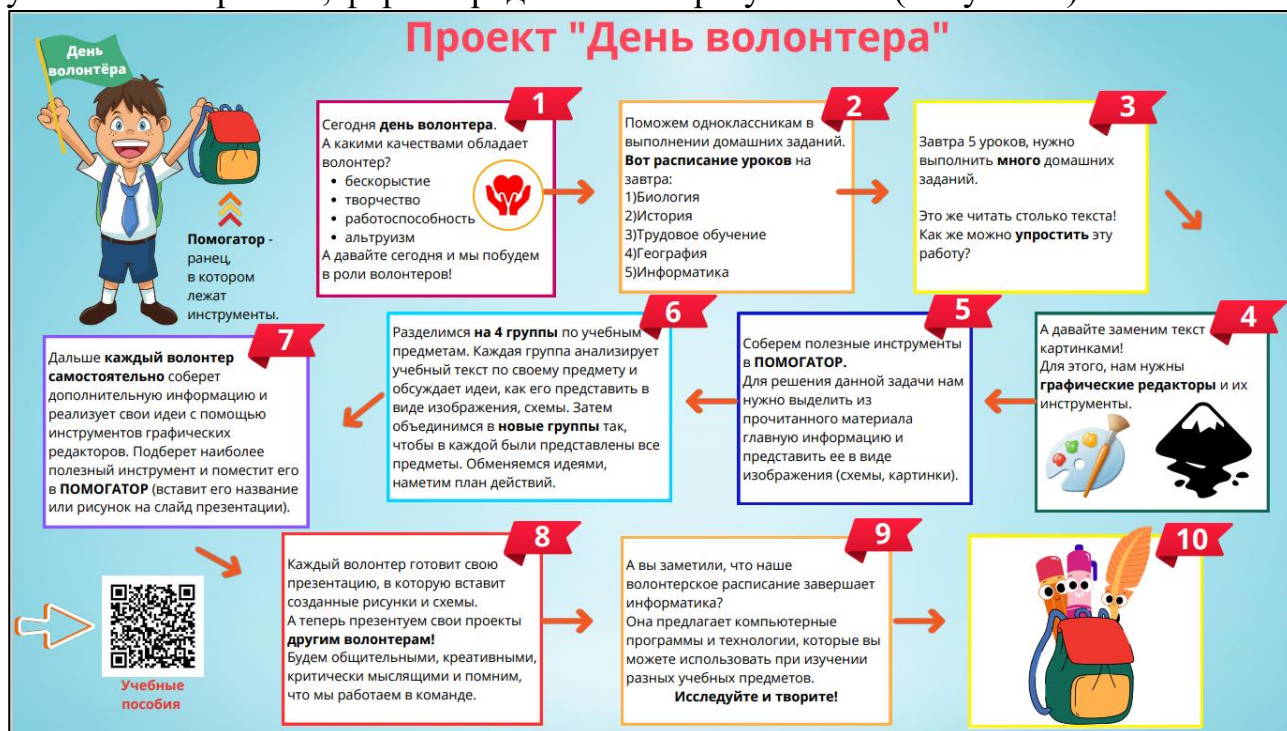 Проект "День волонтера"
День
волонтёра
Помогатор -
ранец,
в котором
лежат
инструменты.
1
Сегодня день волонтера.
А какими качествами обладает
волонтер?
• бескорыстие
• творчество
• работоспособность
• альтруизм
А давайте сегодня и мы побудем
в роли волонтеров!
2
Поможем одноклассникам в
выполнении домашних заданий.
Вот расписание уроков на
завтра:
1)Биология
2)История
3)Трудовое обучение
4)География
5)Информатика
3
Завтра 5 уроков, нужно
выполнить много домашних
заданий.
Это же читать столько текста!
Как же можно упростить эту
работу?
4
А давайте заменим текст
картинками!
Для этого, нам нужны
графические редакторы и их
инструменты.
5
Соберем полезные инструменты
в ПОМОГАТОР.
Для решения данной задачи нам
нужно выделить из
прочитанного материала
главную информацию и
представить ее в виде
изображения (схемы, картинки).
6
Разделимся на 4 группы по учебным
предметам. Каждая группа анализирует
учебный текст по своему предмету и
обсуждает идеи, как его представить в
виде изображения, схемы. Затем
объединимся в новые группы так,
чтобы в каждой были представлены все
предметы. Обменяемся идеями,
наметим план действий.
7
Дальше каждый волонтер
самостоятельно соберет
дополнительную информацию и
реализует свои идеи с помощью
инструментов графических
редакторов. Подберет наиболее
полезный инструмент и поместит его
в ПОМОГАТОР (вставит его название
или рисунок на слайд презентации).
8
Каждый волонтер готовит свою
презентацию, в которую вставит
созданные рисунки и схемы.
А теперь презентуем свои проекты
другим волонтерам!
Будем общительными, креативными,
критически мыслящими и помним,
что мы работаем в команде.
9
А вы заметили, что наше
волонтерское расписание завершает
информатика?
Она предлагает компьютерные
программы и технологии, которые вы
можете использовать при изучении
разных учебных предметов.
Исследуйте и творите!
10
Учебные
пособия